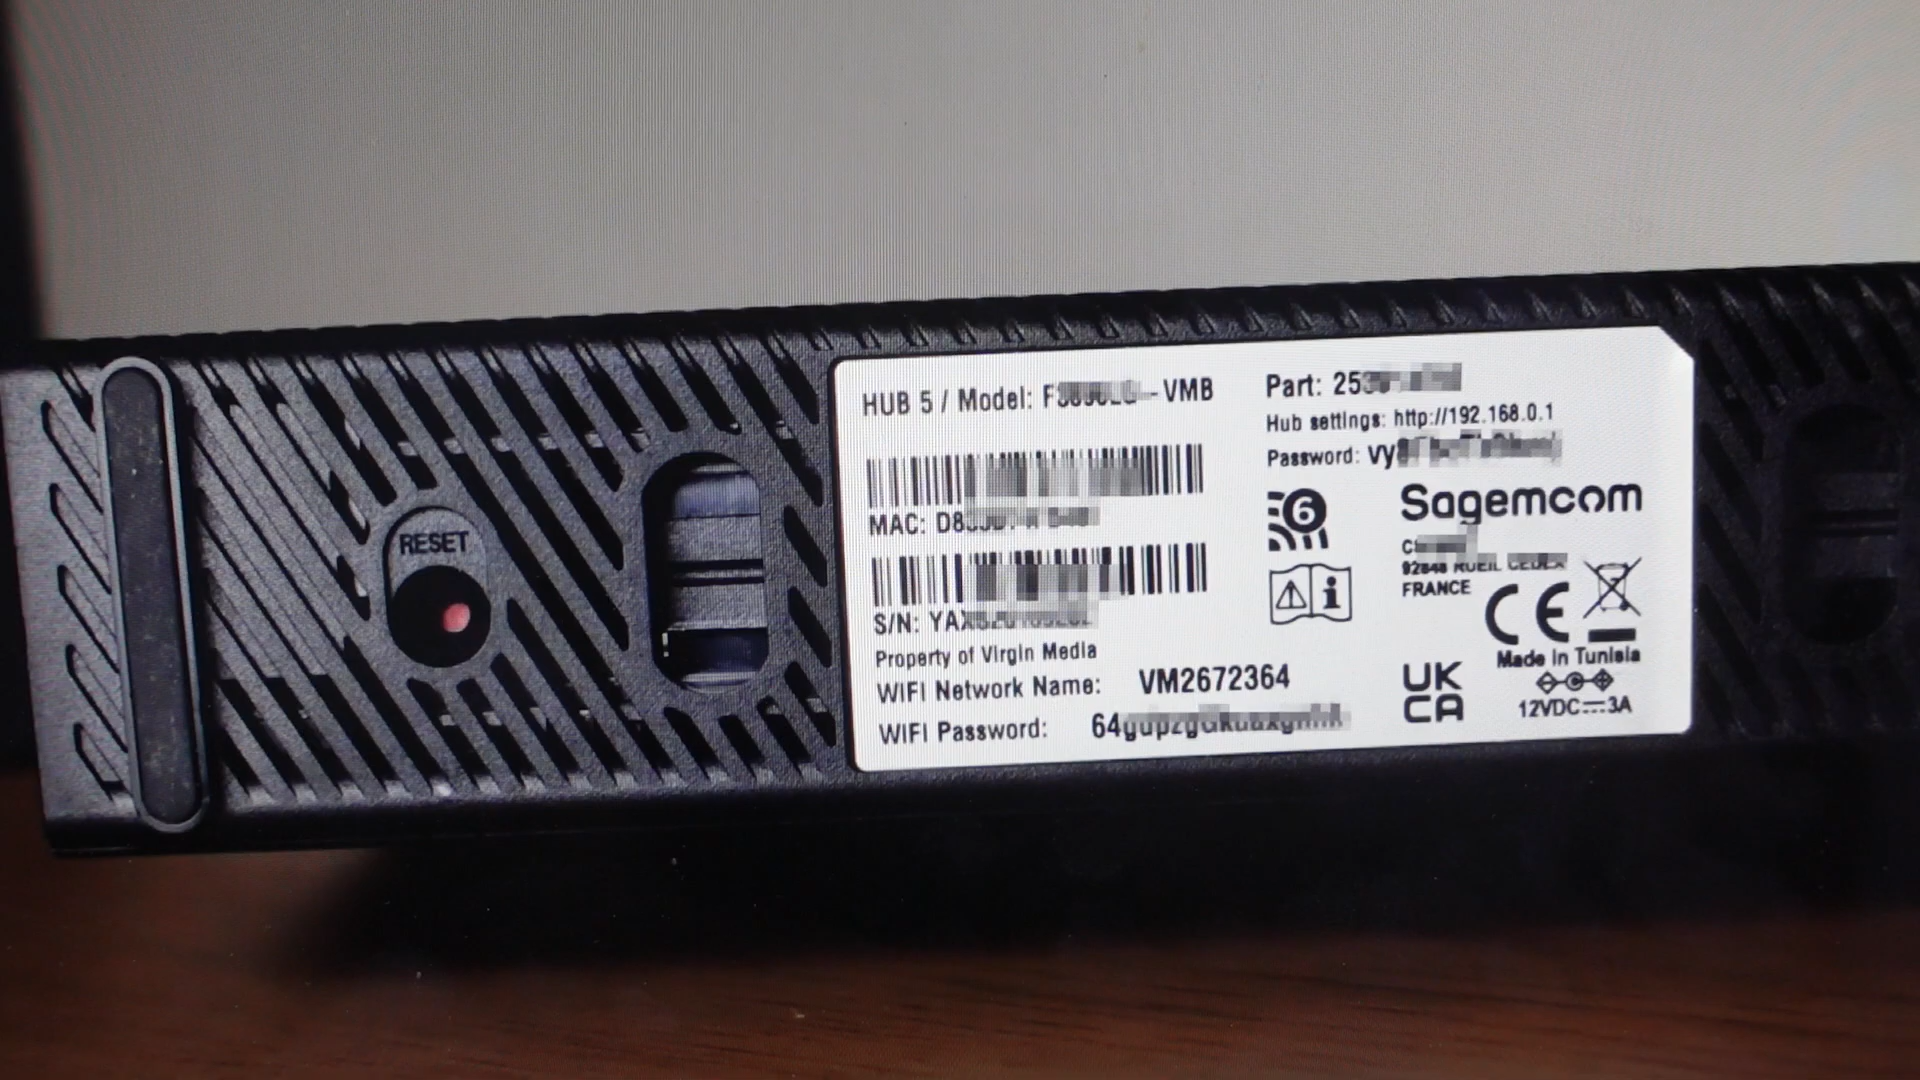 RESET
HUB 5 / Model: -VMB
Part:
Hub settings: http://192.168.0.1
Password:
6
Sagemcom
MAC:
FRANCE
CE
S/N:
Property of Virgin Media
Made in Tunisia
WIFI Network Name: VM2672364
UK
CA
12VDC⎓3A
WIFI Password: